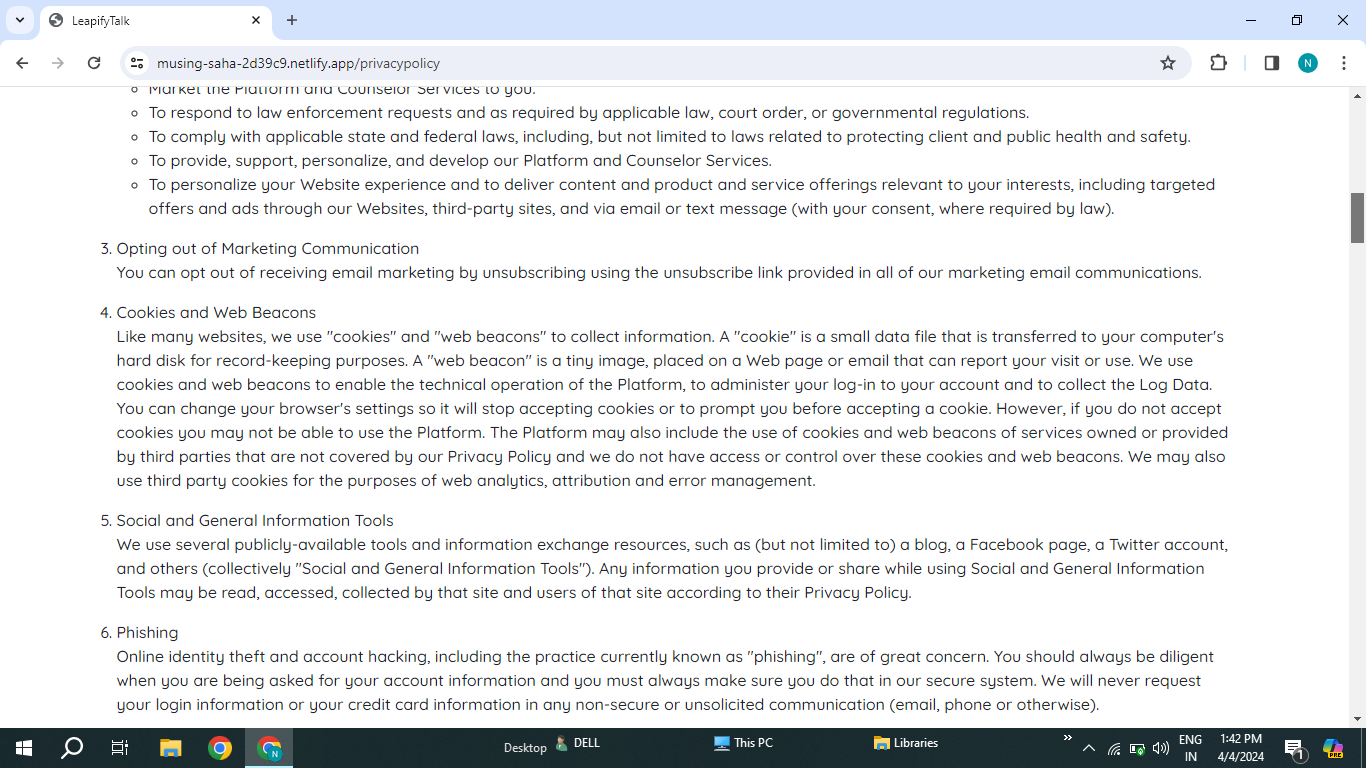 LeapifyTalk
musing-saha-2d39c9.netlify.app/privacypolicy
N
Market the Platform and Counselor Services to you.
To respond to law enforcement requests and as required by applicable law, court order, or governmental regulations.
To comply with applicable state and federal laws, including, but not limited to laws related to protecting client and public health and safety.
To provide, support, personalize, and develop our Platform and Counselor Services.
To personalize your Website experience and to deliver content and product and service offerings relevant to your interests, including targeted
offers and ads through our Websites, third-party sites, and via email or text message (with your consent, where required by law).
3. Opting out of Marketing Communication
You can opt out of receiving email marketing by unsubscribing using the unsubscribe link provided in all of our marketing email communications.
4. Cookies and Web Beacons
Like many websites, we use "cookies" and "web beacons" to collect information. A "cookie" is a small data file that is transferred to your computer's
hard disk for record-keeping purposes. A "web beacon" is a tiny image, placed on a Web page or email that can report your visit or use. We use
cookies and web beacons to enable the technical operation of the Platform, to administer your log-in to your account and to collect the Log Data.
You can change your browser's settings so it will stop accepting cookies or to prompt you before accepting a cookie. However, if you do not accept
cookies you may not be able to use the Platform. The Platform may also include the use of cookies and web beacons of services owned or provided
by third parties that are not covered by our Privacy Policy and we do not have access or control over these cookies and web beacons. We may also
use third party cookies for the purposes of web analytics, attribution and error management.
5. Social and General Information Tools
We use several publicly-available tools and information exchange resources, such as (but not limited to) a blog, a Facebook page, a Twitter account,
and others (collectively "Social and General Information Tools"). Any information you provide or share while using Social and General Information
Tools may be read, accessed, collected by that site and users of that site according to their Privacy Policy.
6. Phishing
Online identity theft and account hacking, including the practice currently known as "phishing", are of great concern. You should always be diligent
when you are being asked for your account information and you must always make sure you do that in our secure system. We will never request
your login information or your credit card information in any non-secure or unsolicited communication (email, phone or otherwise).
N
Desktop
DELL
This PC
Libraries
»
ENG
IN
1:42 PM
4/4/2024
1
PRE